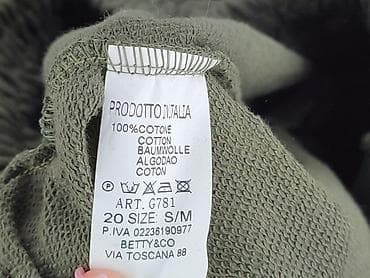 PRODOTTO IN ITALIA
100%COTONE
COTTON
BAUMWOLLE
ALGODAO
COTON
P
ART. G781
20 SIZE: S/M
P.IVA 02236190977
BETTY&CO
VIA TOSCANA 88